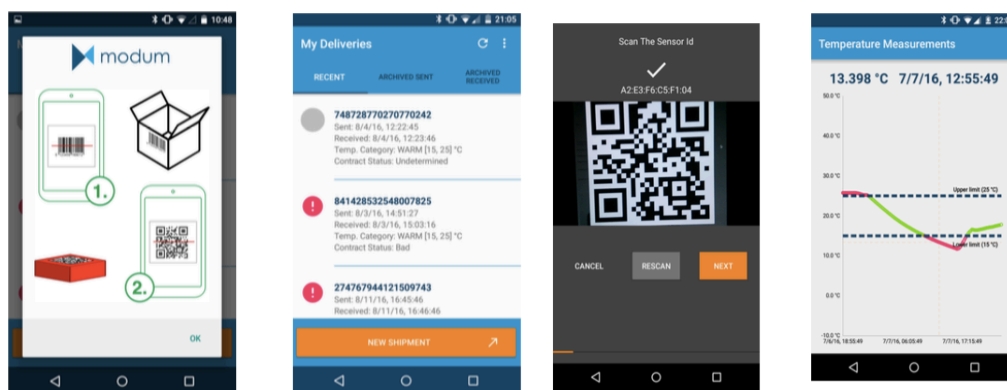 10:48
modum
1.
2.
OK
21:05
My Deliveries
RECENT
ARCHIVED SENT
ARCHIVED RECEIVED
748728770270770242
Sent: 8/4/16, 12:22:45
Received: 8/4/16, 12:23:46
Temp. Category: WARM [15, 25] °C
Contract Status: Undetermined
841428532548007825
Sent: 8/3/16, 14:51:27
Received: 8/3/16, 15:03:16
Temp. Category: WARM [15, 25] °C
Contract Status: Bad
274767944121509743
Sent: 8/11/16, 16:45:46
Received: 8/11/16, 16:46:46
NEW SHIPMENT
Scan The Sensor Id
A2:E3:F6:C5:F1:04
CANCEL
RESCAN
NEXT
Temperature Measurements
13.398 °C 7/7/16, 12:55:49
50.0 °C
40.0 °C
30.0 °C
Upper limit (25 °C)
20.0 °C
Lower limit (15 °C)
10.0 °C
0.0 °C
-10.0 °C
7/6/16, 18:55:49 7/7/16, 06:05:49 7/7/16, 17:15:49